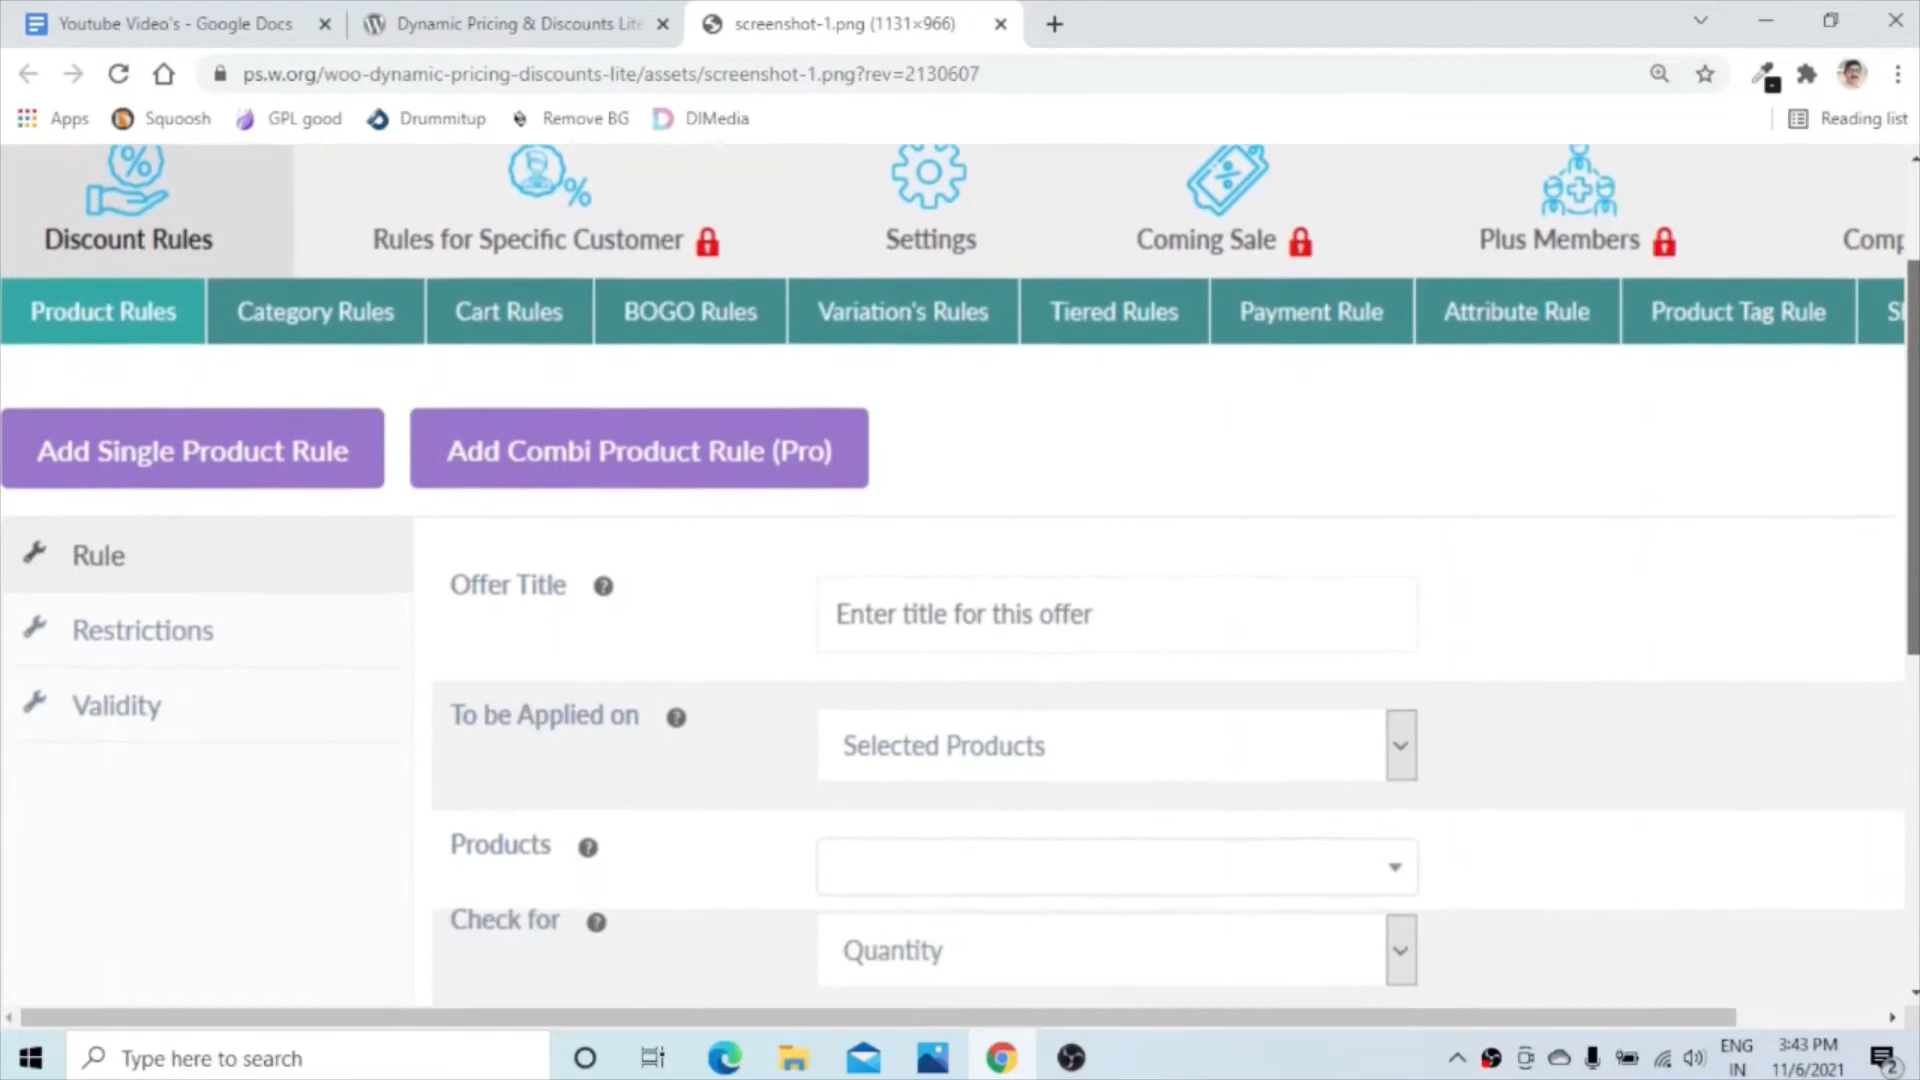 Youtube Video's - Google Docs
Dynamic Pricing & Discounts Lite
screenshot-1.png (1131×966)
ps.w.org/woo-dynamic-pricing-discounts-lite/assets/screenshot-1.png?rev=2130607
Apps
Squoosh
GPL good
Drummitup
Remove BG
DIMedia
Reading list
Discount Rules
Rules for Specific Customer
Settings
Coming Sale
Plus Members
Comp
Product Rules
Category Rules
Cart Rules
BOGO Rules
Variation's Rules
Tiered Rules
Payment Rule
Attribute Rule
Product Tag Rule
Add Single Product Rule
Add Combi Product Rule (Pro)
Rule
Restrictions
Validity
Offer Title
Enter title for this offer
To be Applied on
Selected Products
Products
Check for
Quantity
Type here to search
ENG
IN
3:43 PM
11/6/2021
2